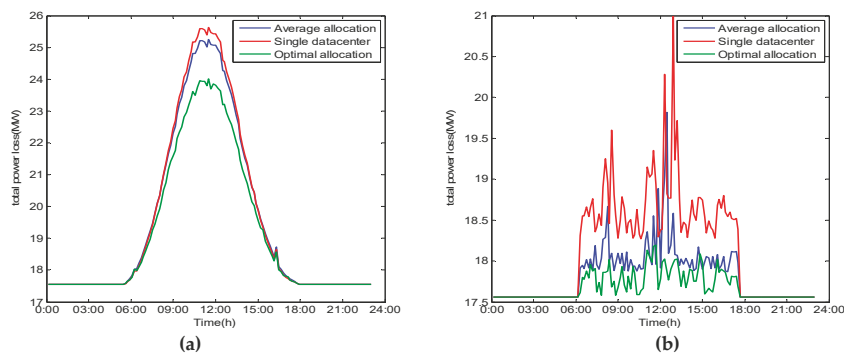 26
25
24
23
22
21
20
19
18
17
total power loss(MW)
0:00 03:00 06:00 09:00 12:00 15:00 18:00 21:00 24:00
Time(h)
Average allocation
Single datacenter
Optimal allocation
(a)
21
20.5
20
19.5
19
18.5
18
17.5
total power loss(MW)
0:00 03:00 06:00 09:00 12:00 15:00 18:00 21:00 24:00
Time(h)
Average allocation
Single datacenter
Optimal allocation
(b)